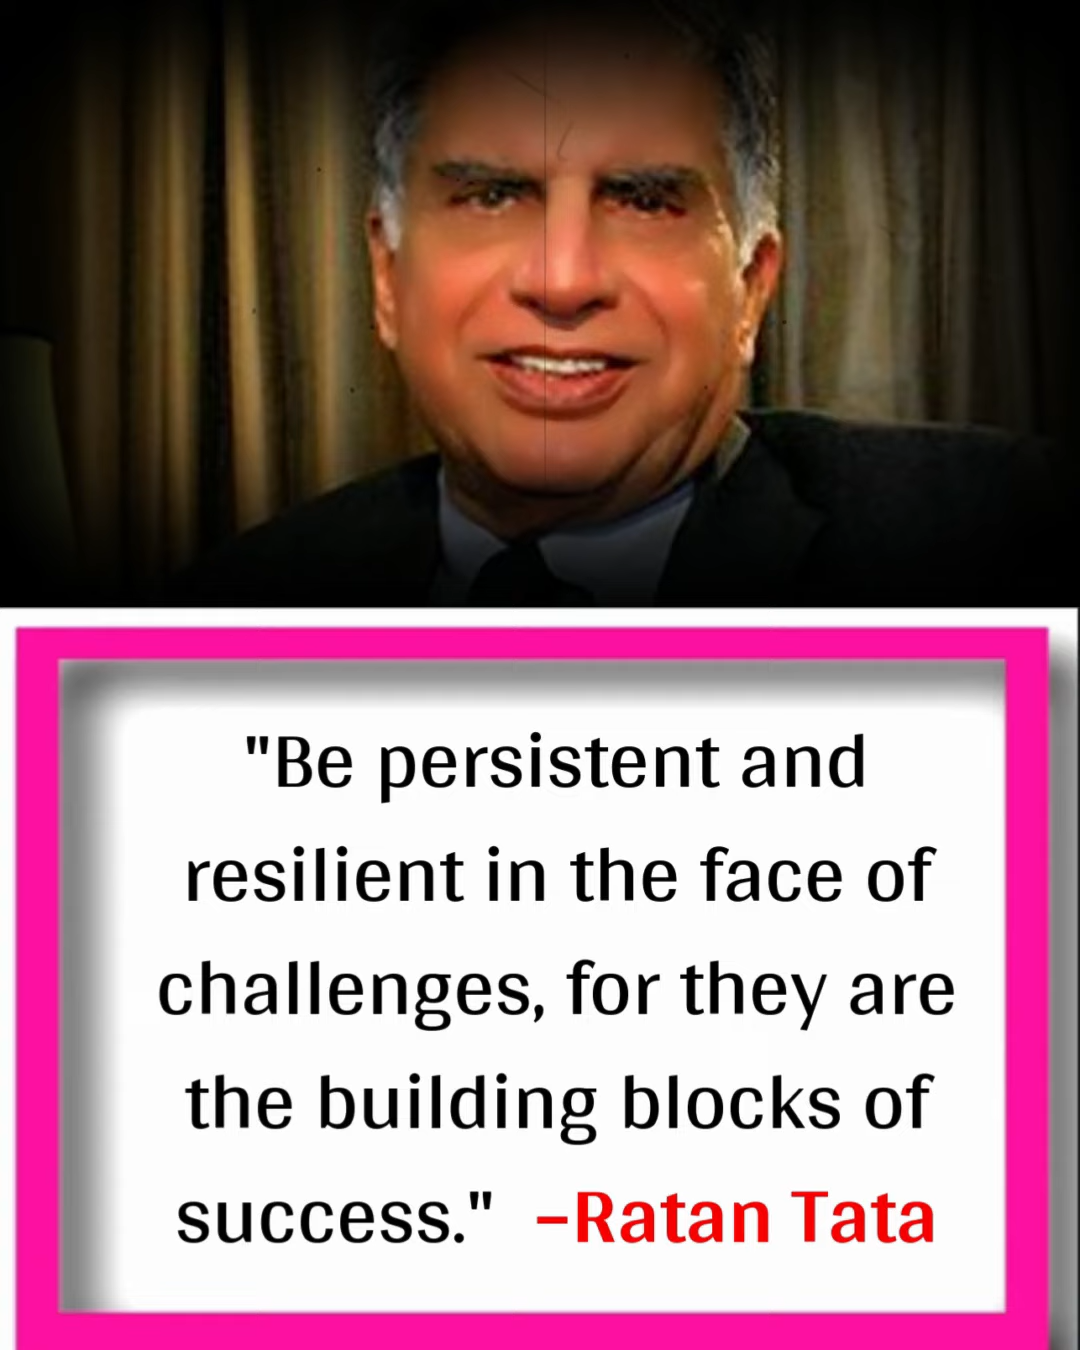 "Be persistent and
resilient in the face of
challenges, for they are
the building blocks of
success." –Ratan Tata